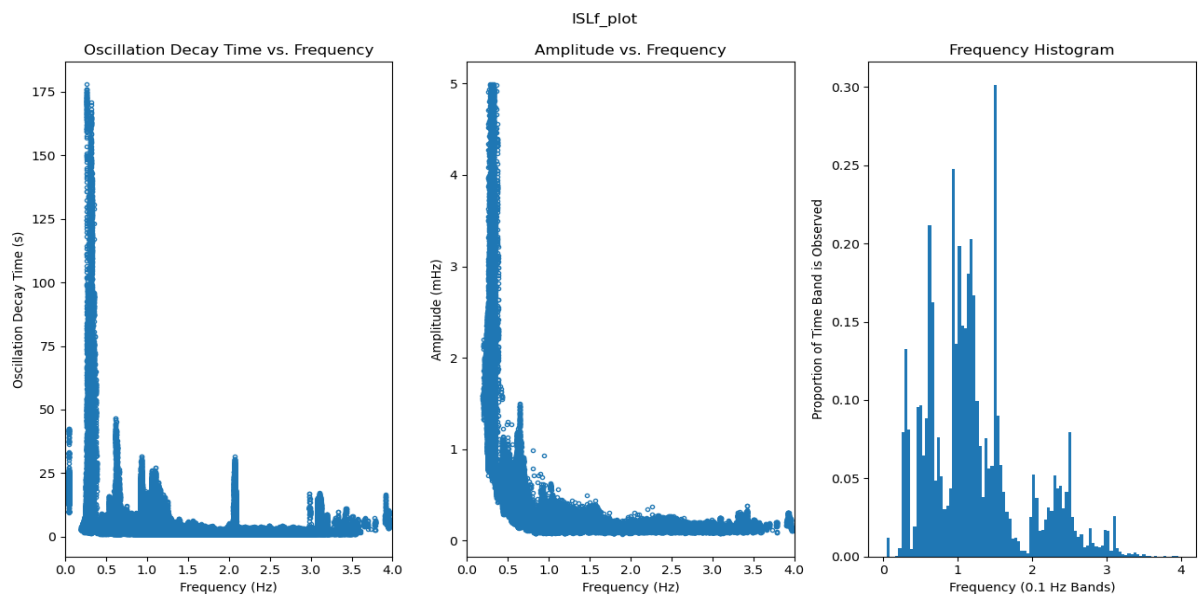 ISLf_plot
Oscillation Decay Time vs. Frequency
Oscillation Decay Time (s)
175
150
125
100
75
50
25
0
0.0 0.5 1.0 1.5 2.0 2.5 3.0 3.5 4.0
Frequency (Hz)
Amplitude vs. Frequency
Amplitude (mHz)
5
4
3
2
1
0
0.0 0.5 1.0 1.5 2.0 2.5 3.0 3.5 4.0
Frequency (Hz)
Frequency Histogram
Proportion of Time Band is Observed
0.30
0.25
0.20
0.15
0.10
0.05
0.00
0 1 2 3 4
Frequency (0.1 Hz Bands)